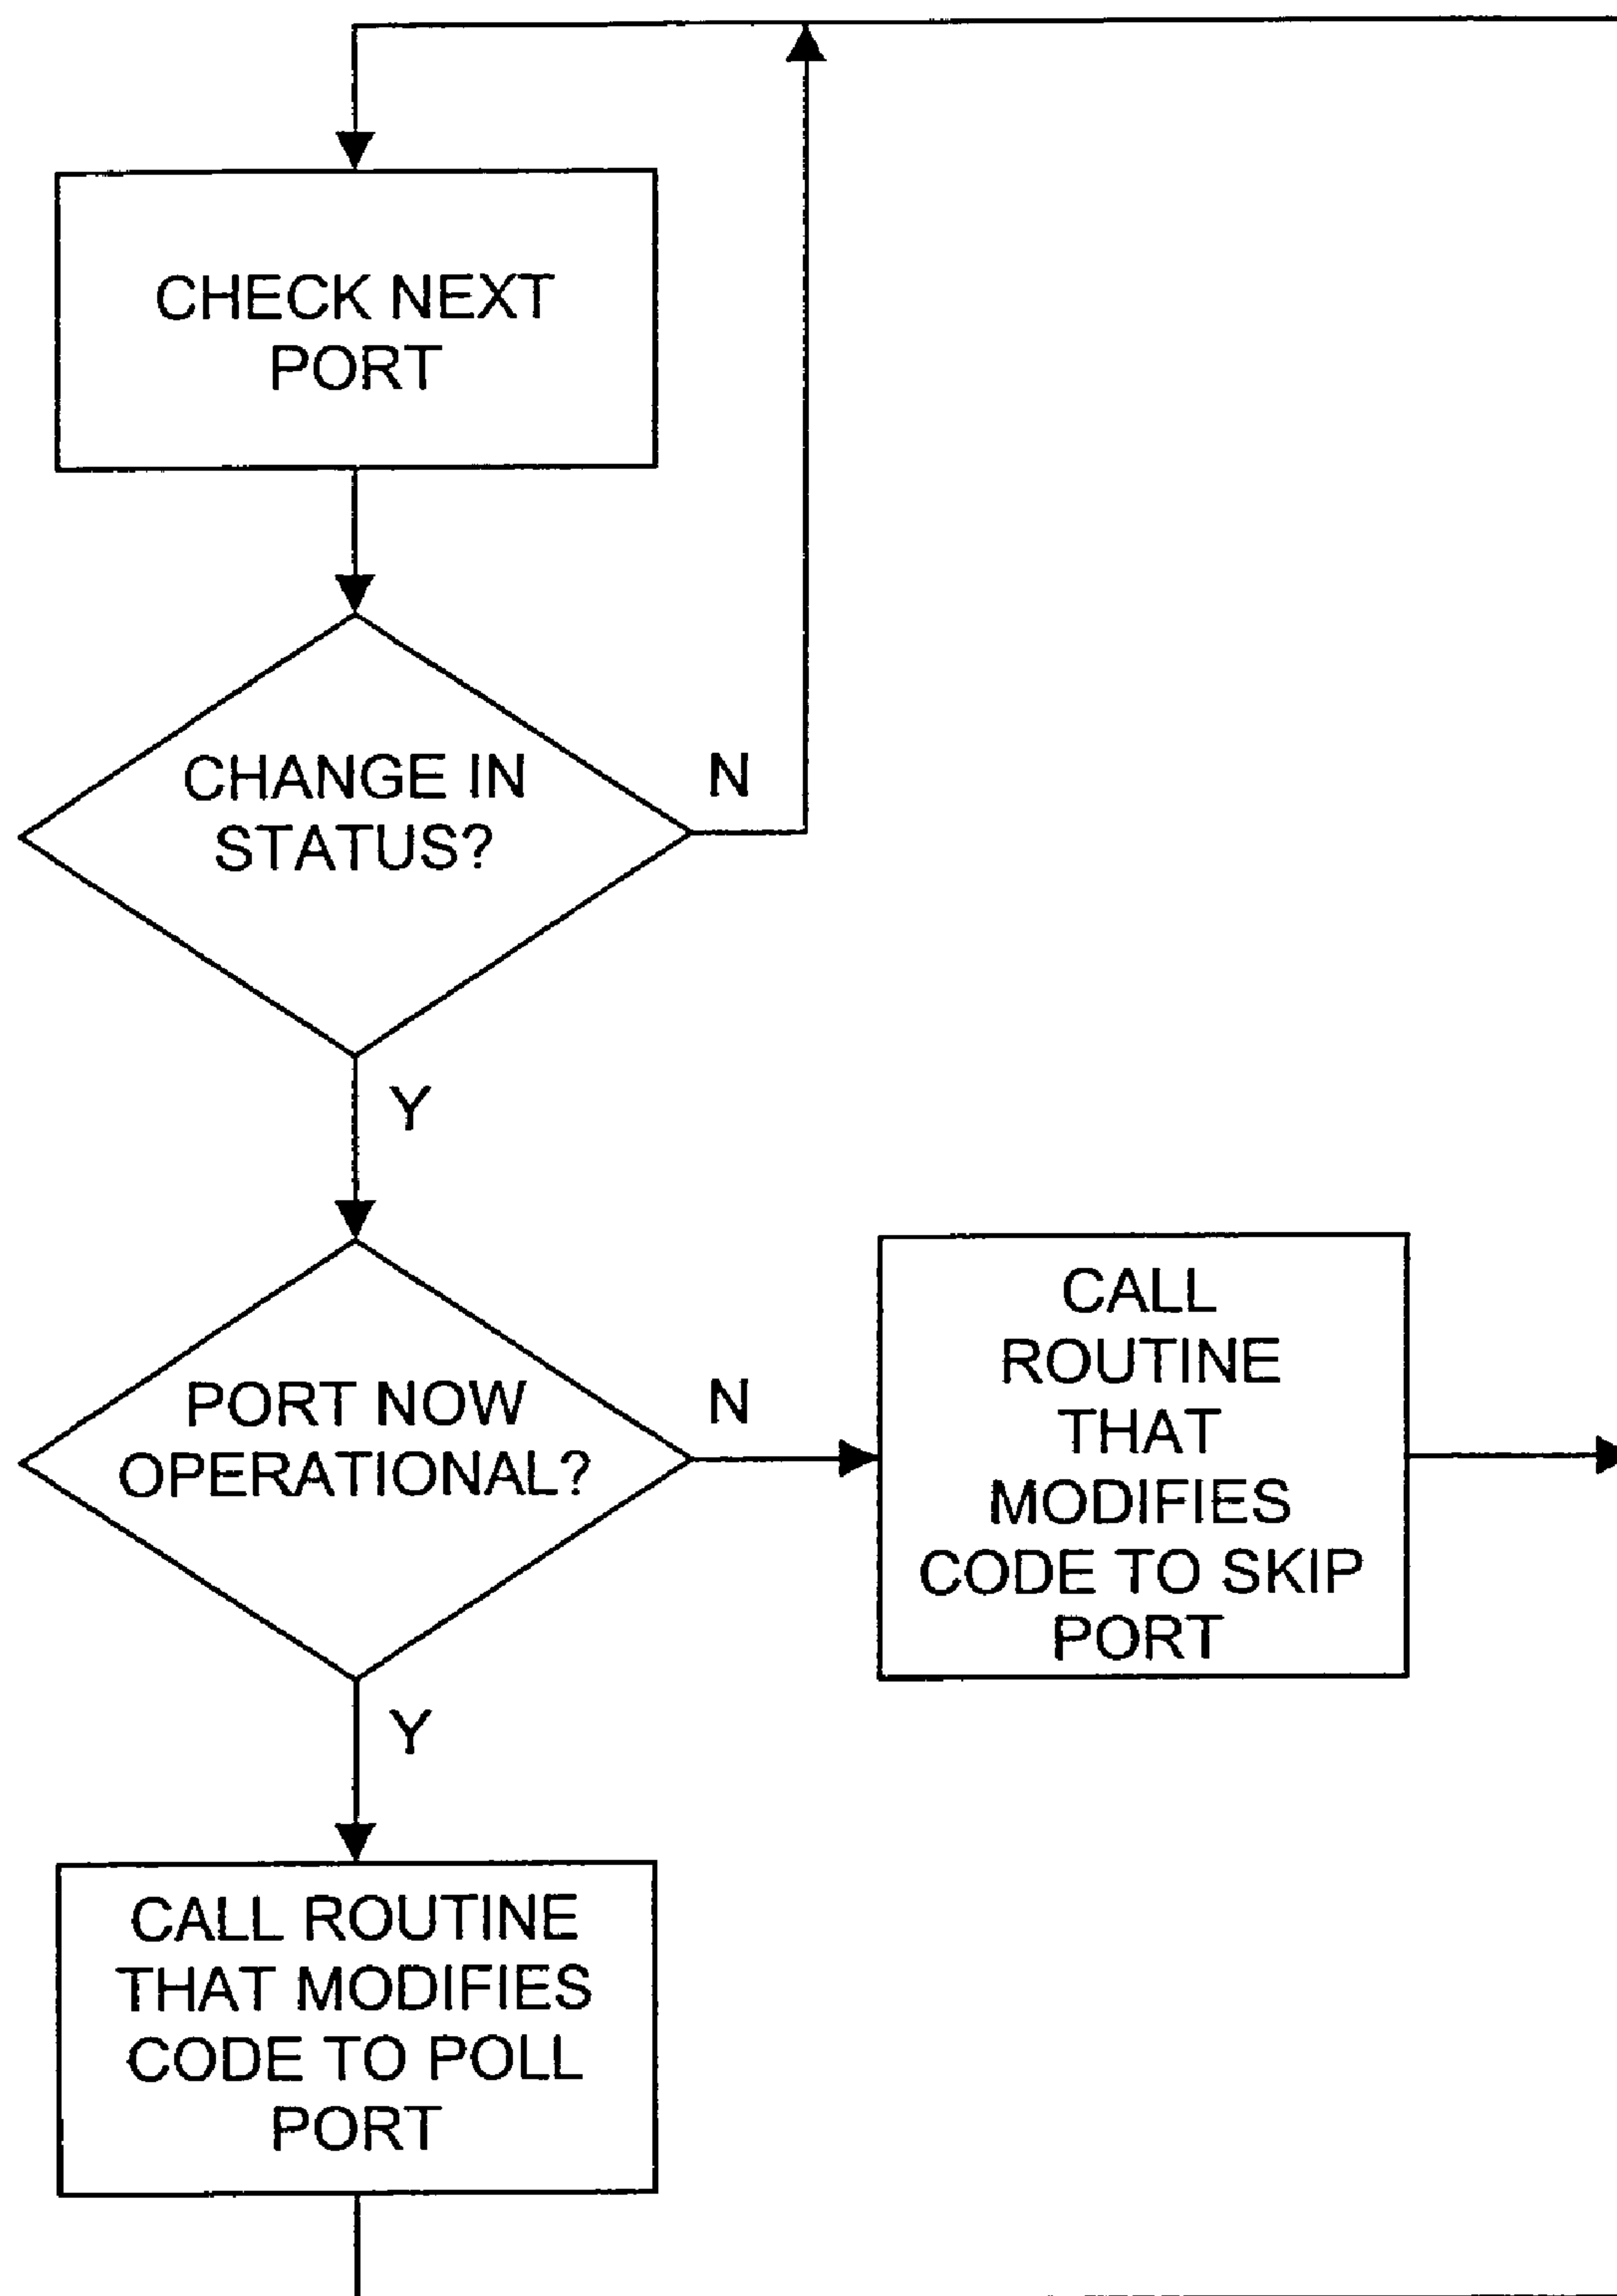 CHECK NEXT
PORT
CHANGE IN
STATUS?
N
Y
PORT NOW
OPERATIONAL?
N
CALL
ROUTINE
THAT
MODIFIES
CODE TO SKIP
PORT
Y
CALL ROUTINE
THAT MODIFIES
CODE TO POLL
PORT